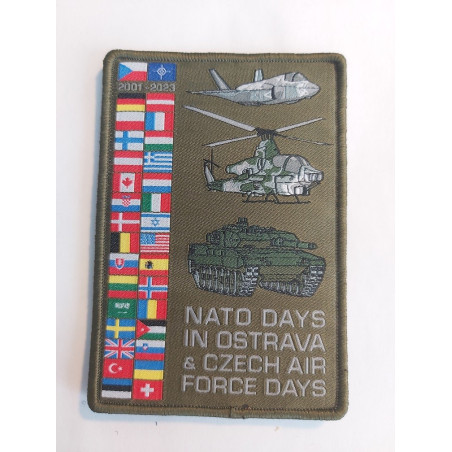 2001-2023
NATO DAYS
IN OSTRAVA
& CZECH AIR
FORCE DAYS